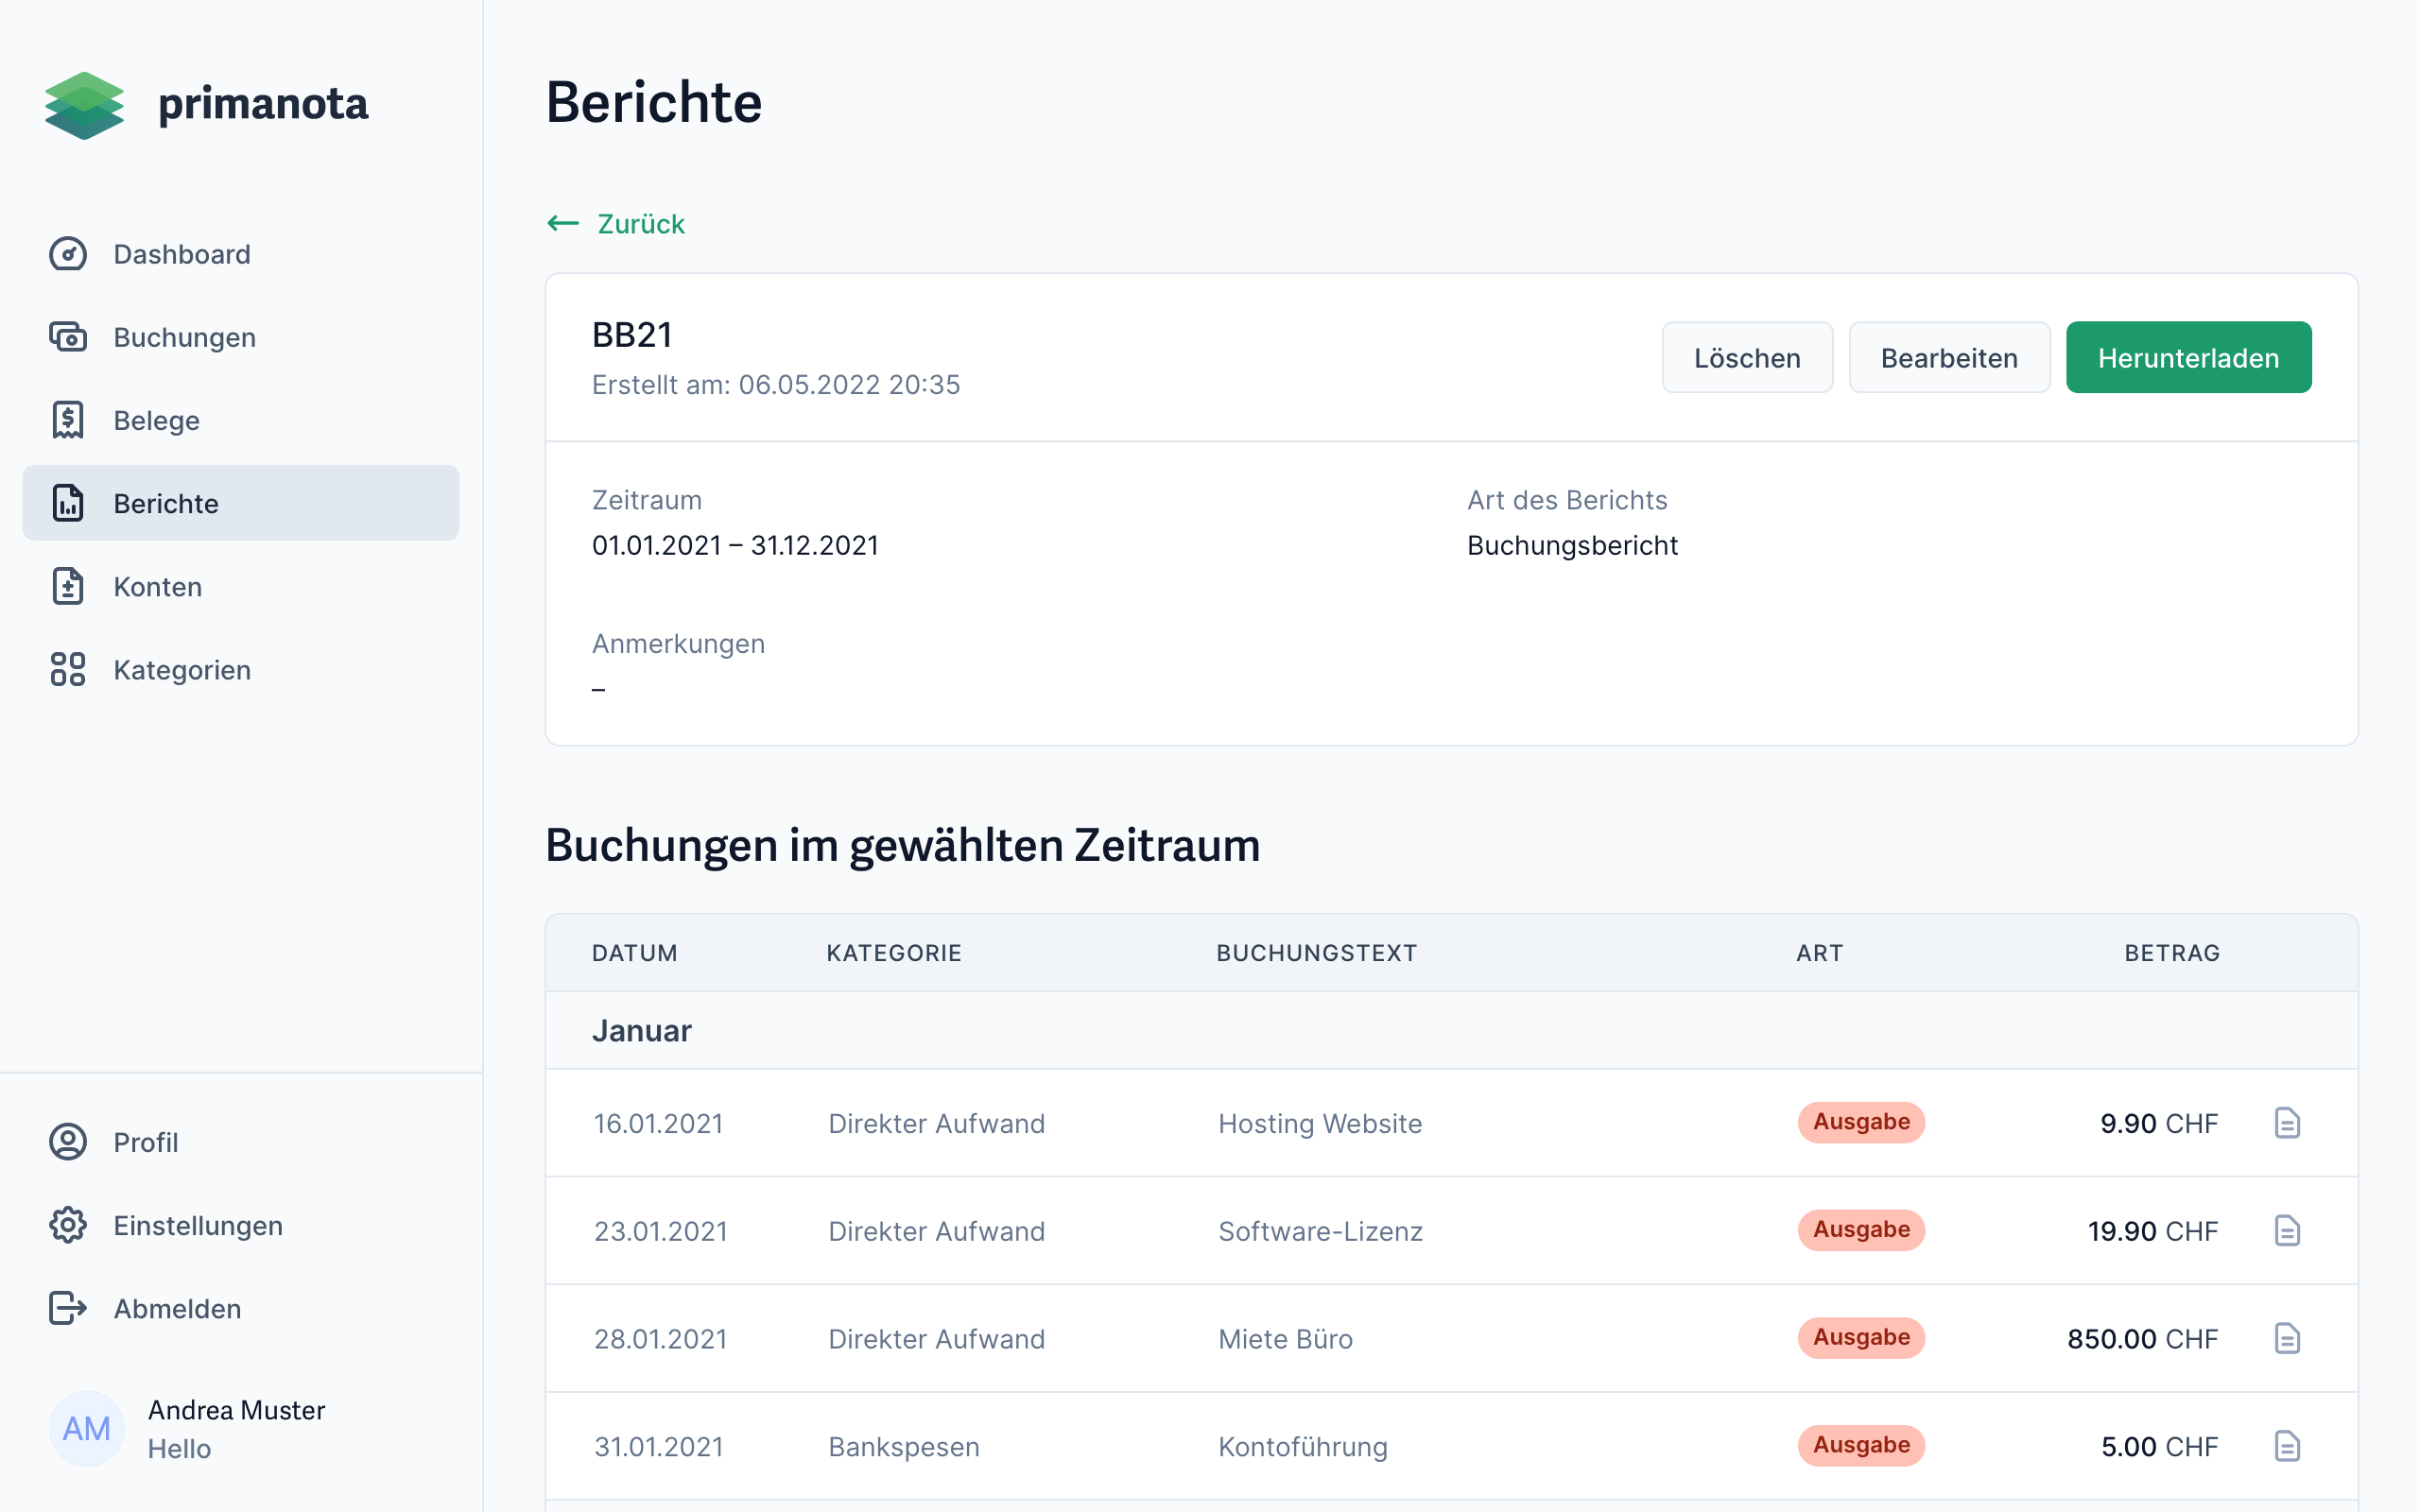 primanota
Dashboard
Buchungen
Belege
Berichte
Konten
Kategorien
Profil
Einstellungen
Abmelden
AM
Andrea Muster
Hello
Berichte
← Zurück
BB21
Erstellt am: 06.05.2022 20:35
Löschen Bearbeiten Herunterladen
Zeitraum
01.01.2021 – 31.12.2021
Art des Berichts
Buchungsbericht
Anmerkungen
–
Buchungen im gewählten Zeitraum
DATUM KATEGORIE BUCHUNGSTEXT ART BETRAG
Januar
16.01.2021 Direkter Aufwand Hosting Website Ausgabe 9.90 CHF
23.01.2021 Direkter Aufwand Software-Lizenz Ausgabe 19.90 CHF
28.01.2021 Direkter Aufwand Miete Büro Ausgabe 850.00 CHF
31.01.2021 Bankspesen Kontoführung Ausgabe 5.00 CHF